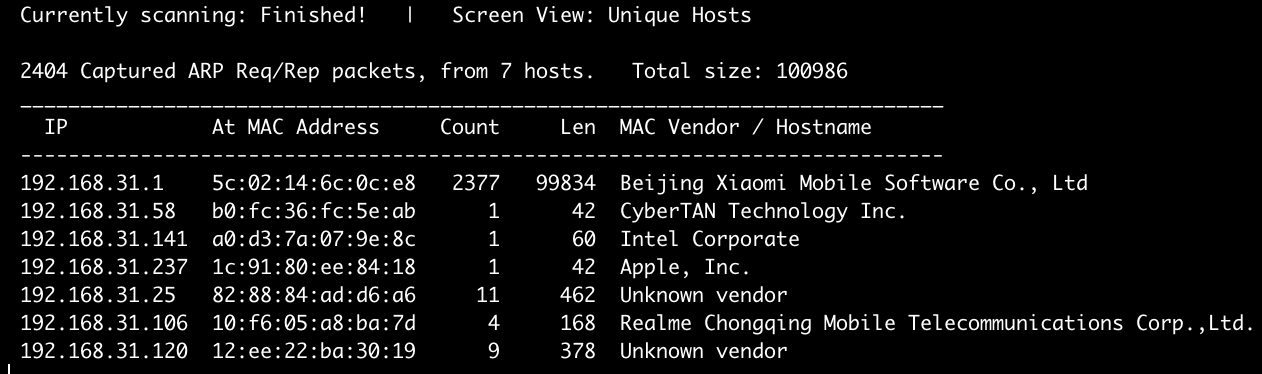 Currently scanning: Finished!   |   Screen View: Unique Hosts
2404 Captured ARP Req/Rep packets, from 7 hosts.   Total size: 100986
_____________________________________________________________________________
  IP            At MAC Address     Count     Len  MAC Vendor / Hostname
-----------------------------------------------------------------------------
192.168.31.1    5c:02:14:6c:0c:e8   2377   99834  Beijing Xiaomi Mobile Software Co., Ltd
192.168.31.58   b0:fc:36:fc:5e:ab      1      42  CyberTAN Technology Inc.
192.168.31.141  a0:d3:7a:07:9e:8c      1      60  Intel Corporate
192.168.31.237  1c:91:80:ee:84:18      1      42  Apple, Inc.
192.168.31.25   82:88:84:ad:d6:a6     11     462  Unknown vendor
192.168.31.106  10:f6:05:a8:ba:7d      4     168  Realme Chongqing Mobile Telecommunications Corp.,Ltd.
192.168.31.120  12:ee:22:ba:30:19      9     378  Unknown vendor